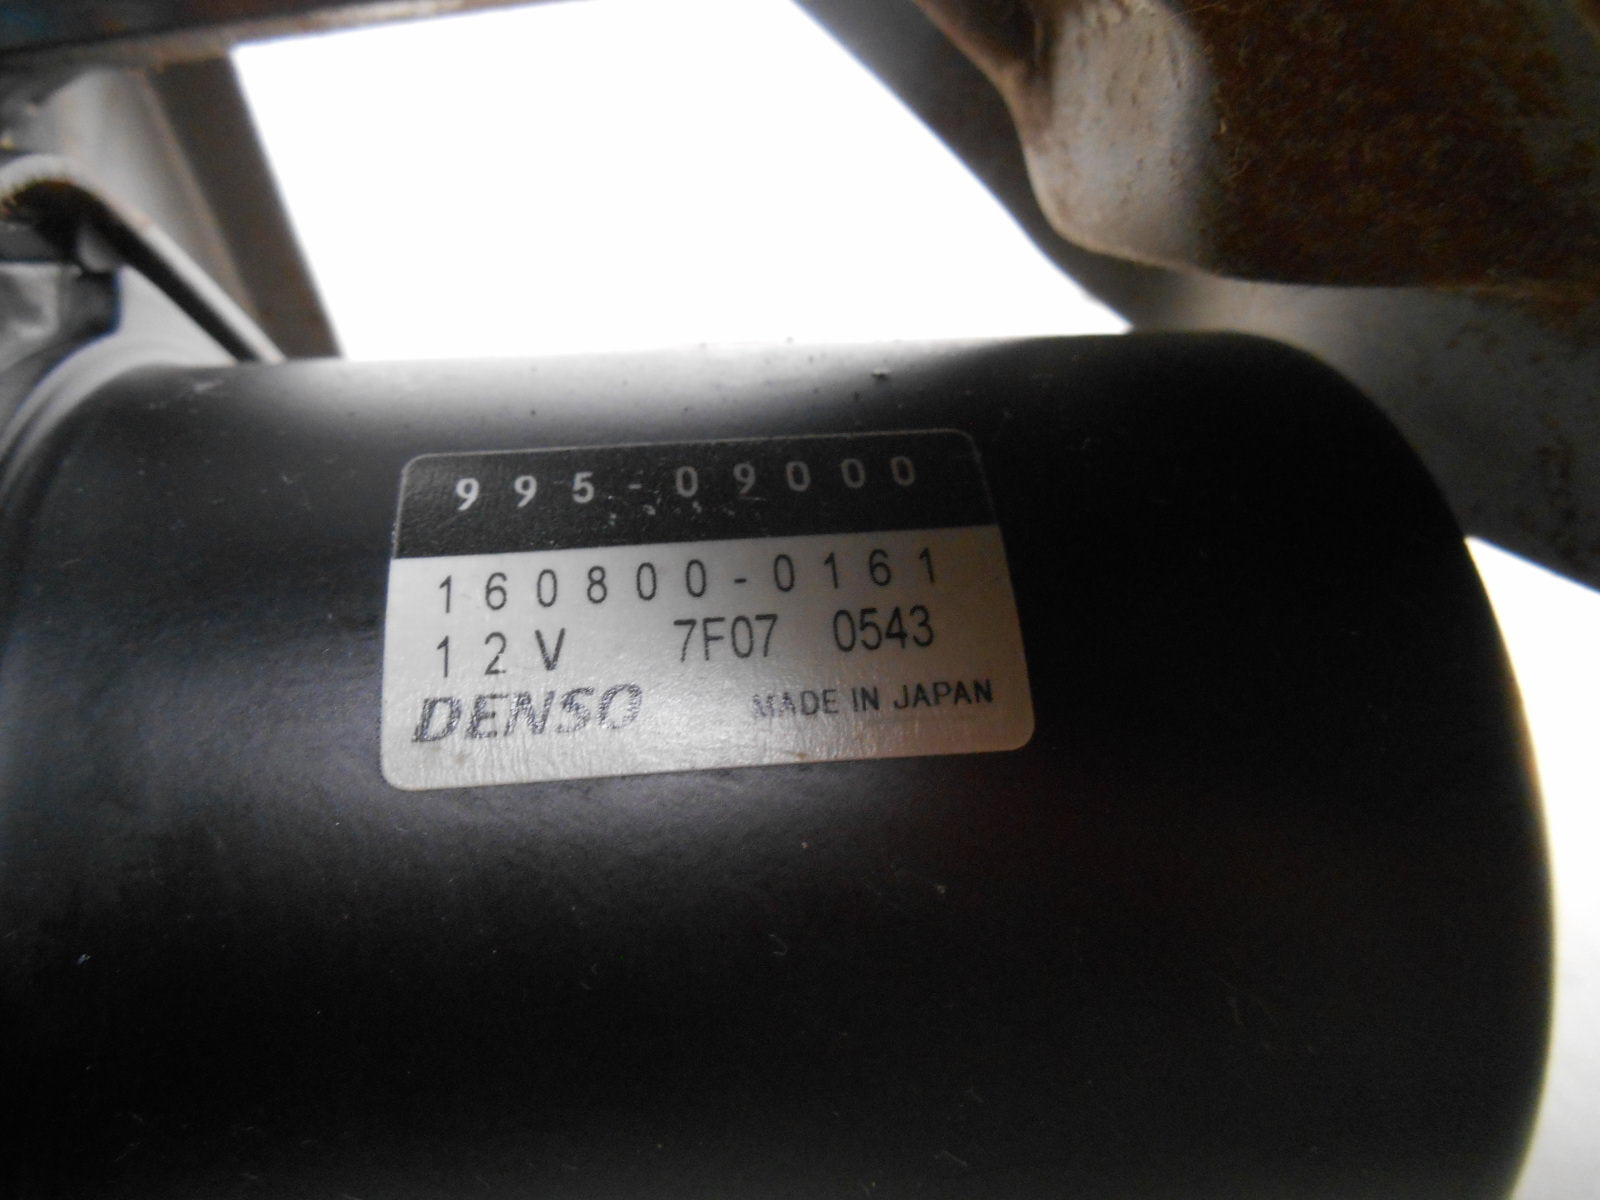 995-09000
160800-0161
12V 7F07 0543
DENSO MADE IN JAPAN